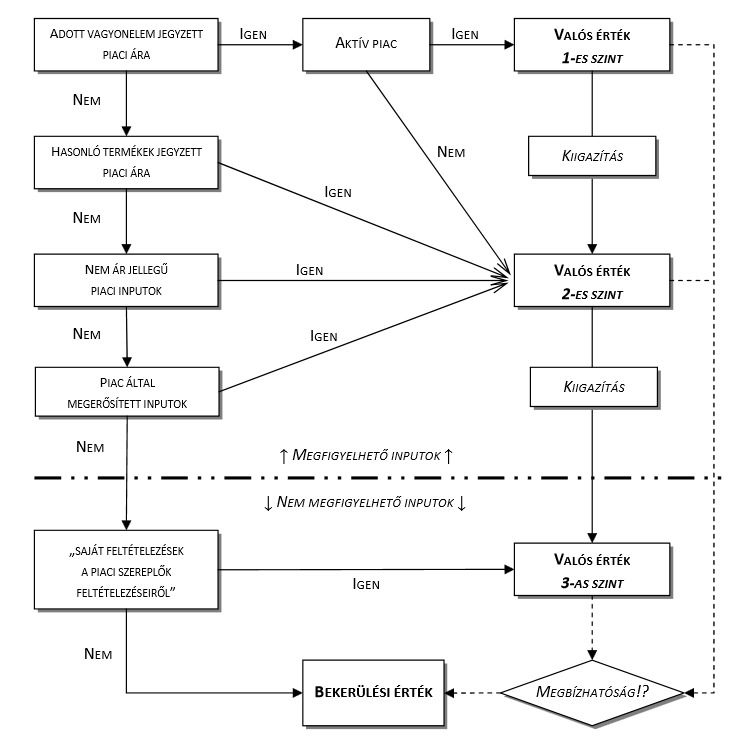 ADOTT VAGYONELEM JEGYZETT
PIACI ÁRA
IGEN
AKTÍV PIAC
IGEN
VALÓS ÉRTÉK
1-ES SZINT
NEM
HASONLÓ TERMÉKEK JEGYZETT
PIACI ÁRA
NEM
KIIGAZÍTÁS
IGEN
NEM
NEM ÁR JELLEGŰ
PIACI INPUTOK
IGEN
VALÓS ÉRTÉK
2-ES SZINT
NEM
IGEN
PIAC ÁLTAL
MEGERŐSÍTETT INPUTOK
KIIGAZÍTÁS
NEM
↑ MEGFIGYELHETŐ INPUTOK ↑
↓ NEM MEGFIGYELHETŐ INPUTOK ↓
„SAJÁT FELTÉTELEZÉSEK
A PIACI SZEREPLŐK
FELTÉTELEZÉSEIRŐL”
IGEN
VALÓS ÉRTÉK
3-AS SZINT
NEM
BEKERÜLÉSI ÉRTÉK
MEGBÍZHATÓSÁG!?